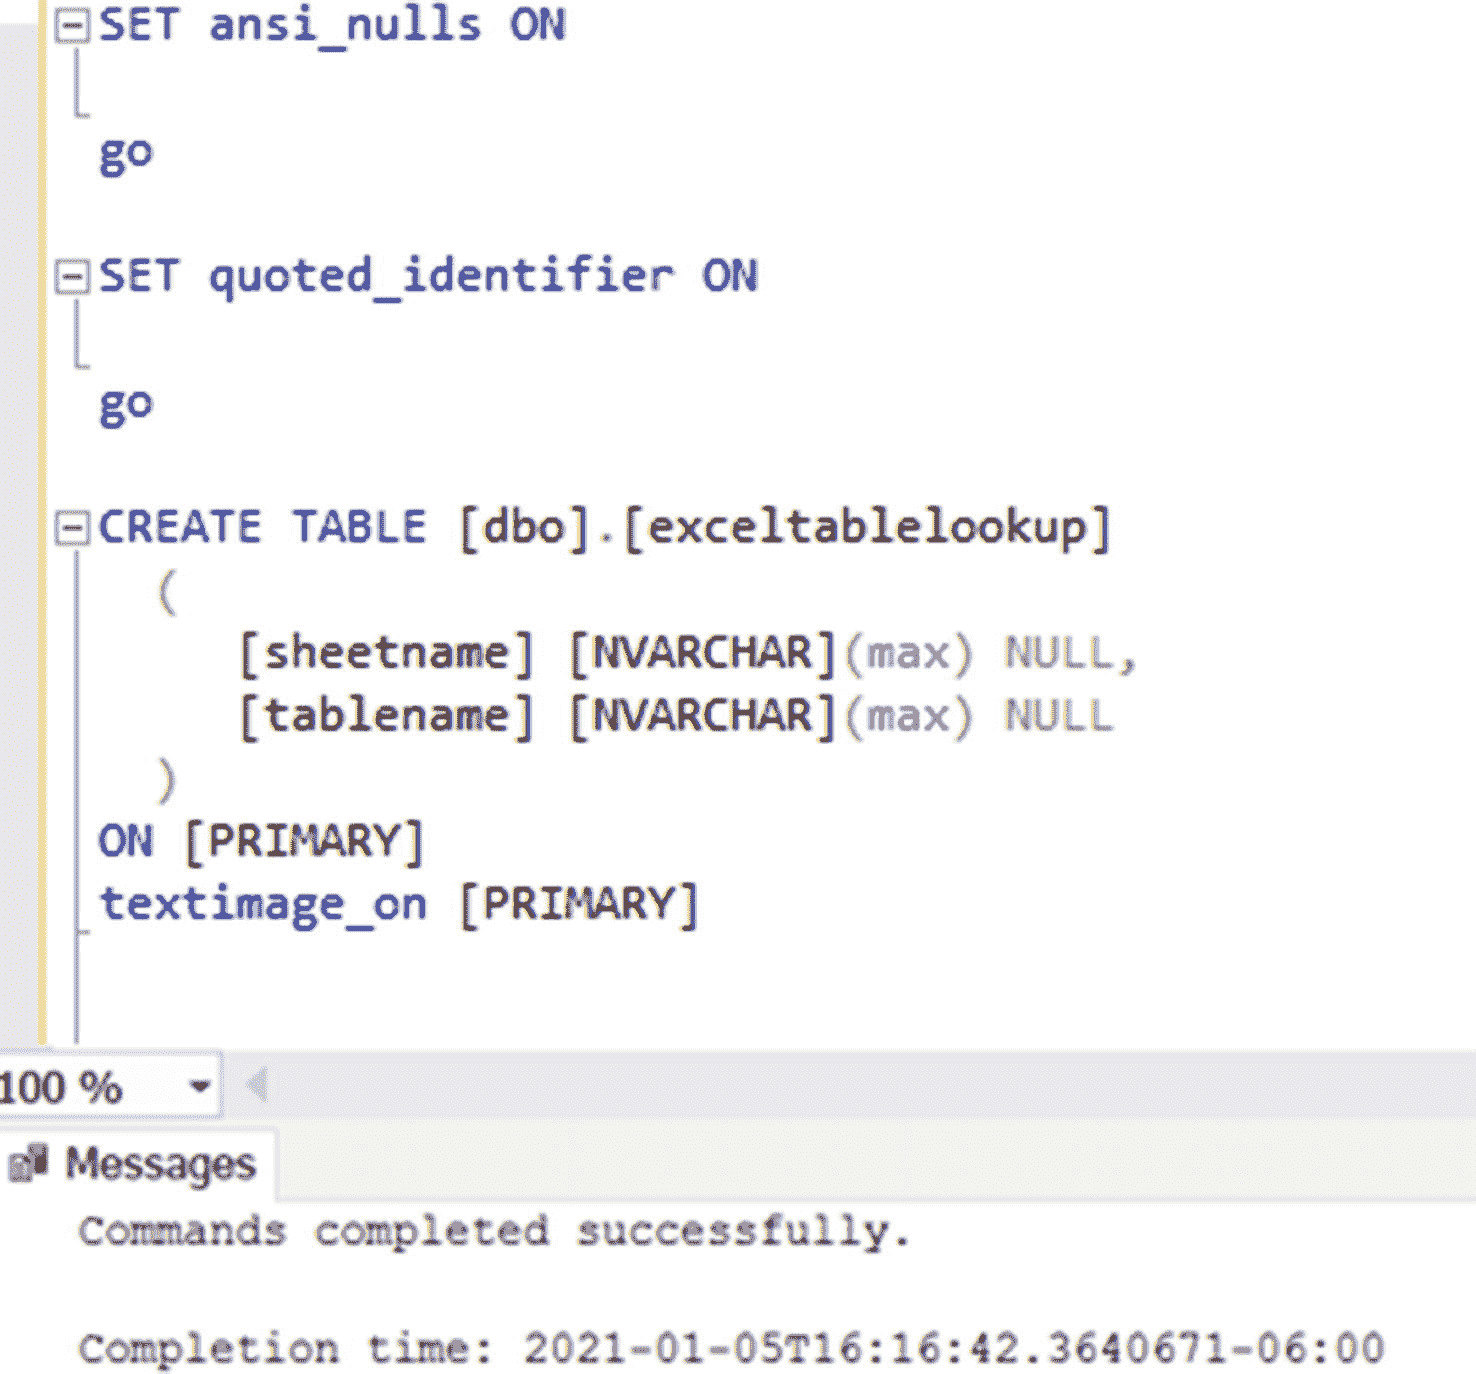 SET ansi_nulls ON
go
SET quoted_identifier ON
go
CREATE TABLE [dbo].[exceltablelookup]
(
[sheetname] [NVARCHAR](max) NULL,
[tablename] [NVARCHAR](max) NULL
)
ON [PRIMARY]
textimage_on [PRIMARY]
100 %
Messages
Commands completed successfully.
Completion time: 2021-01-05T16:16:42.3640671-06:00